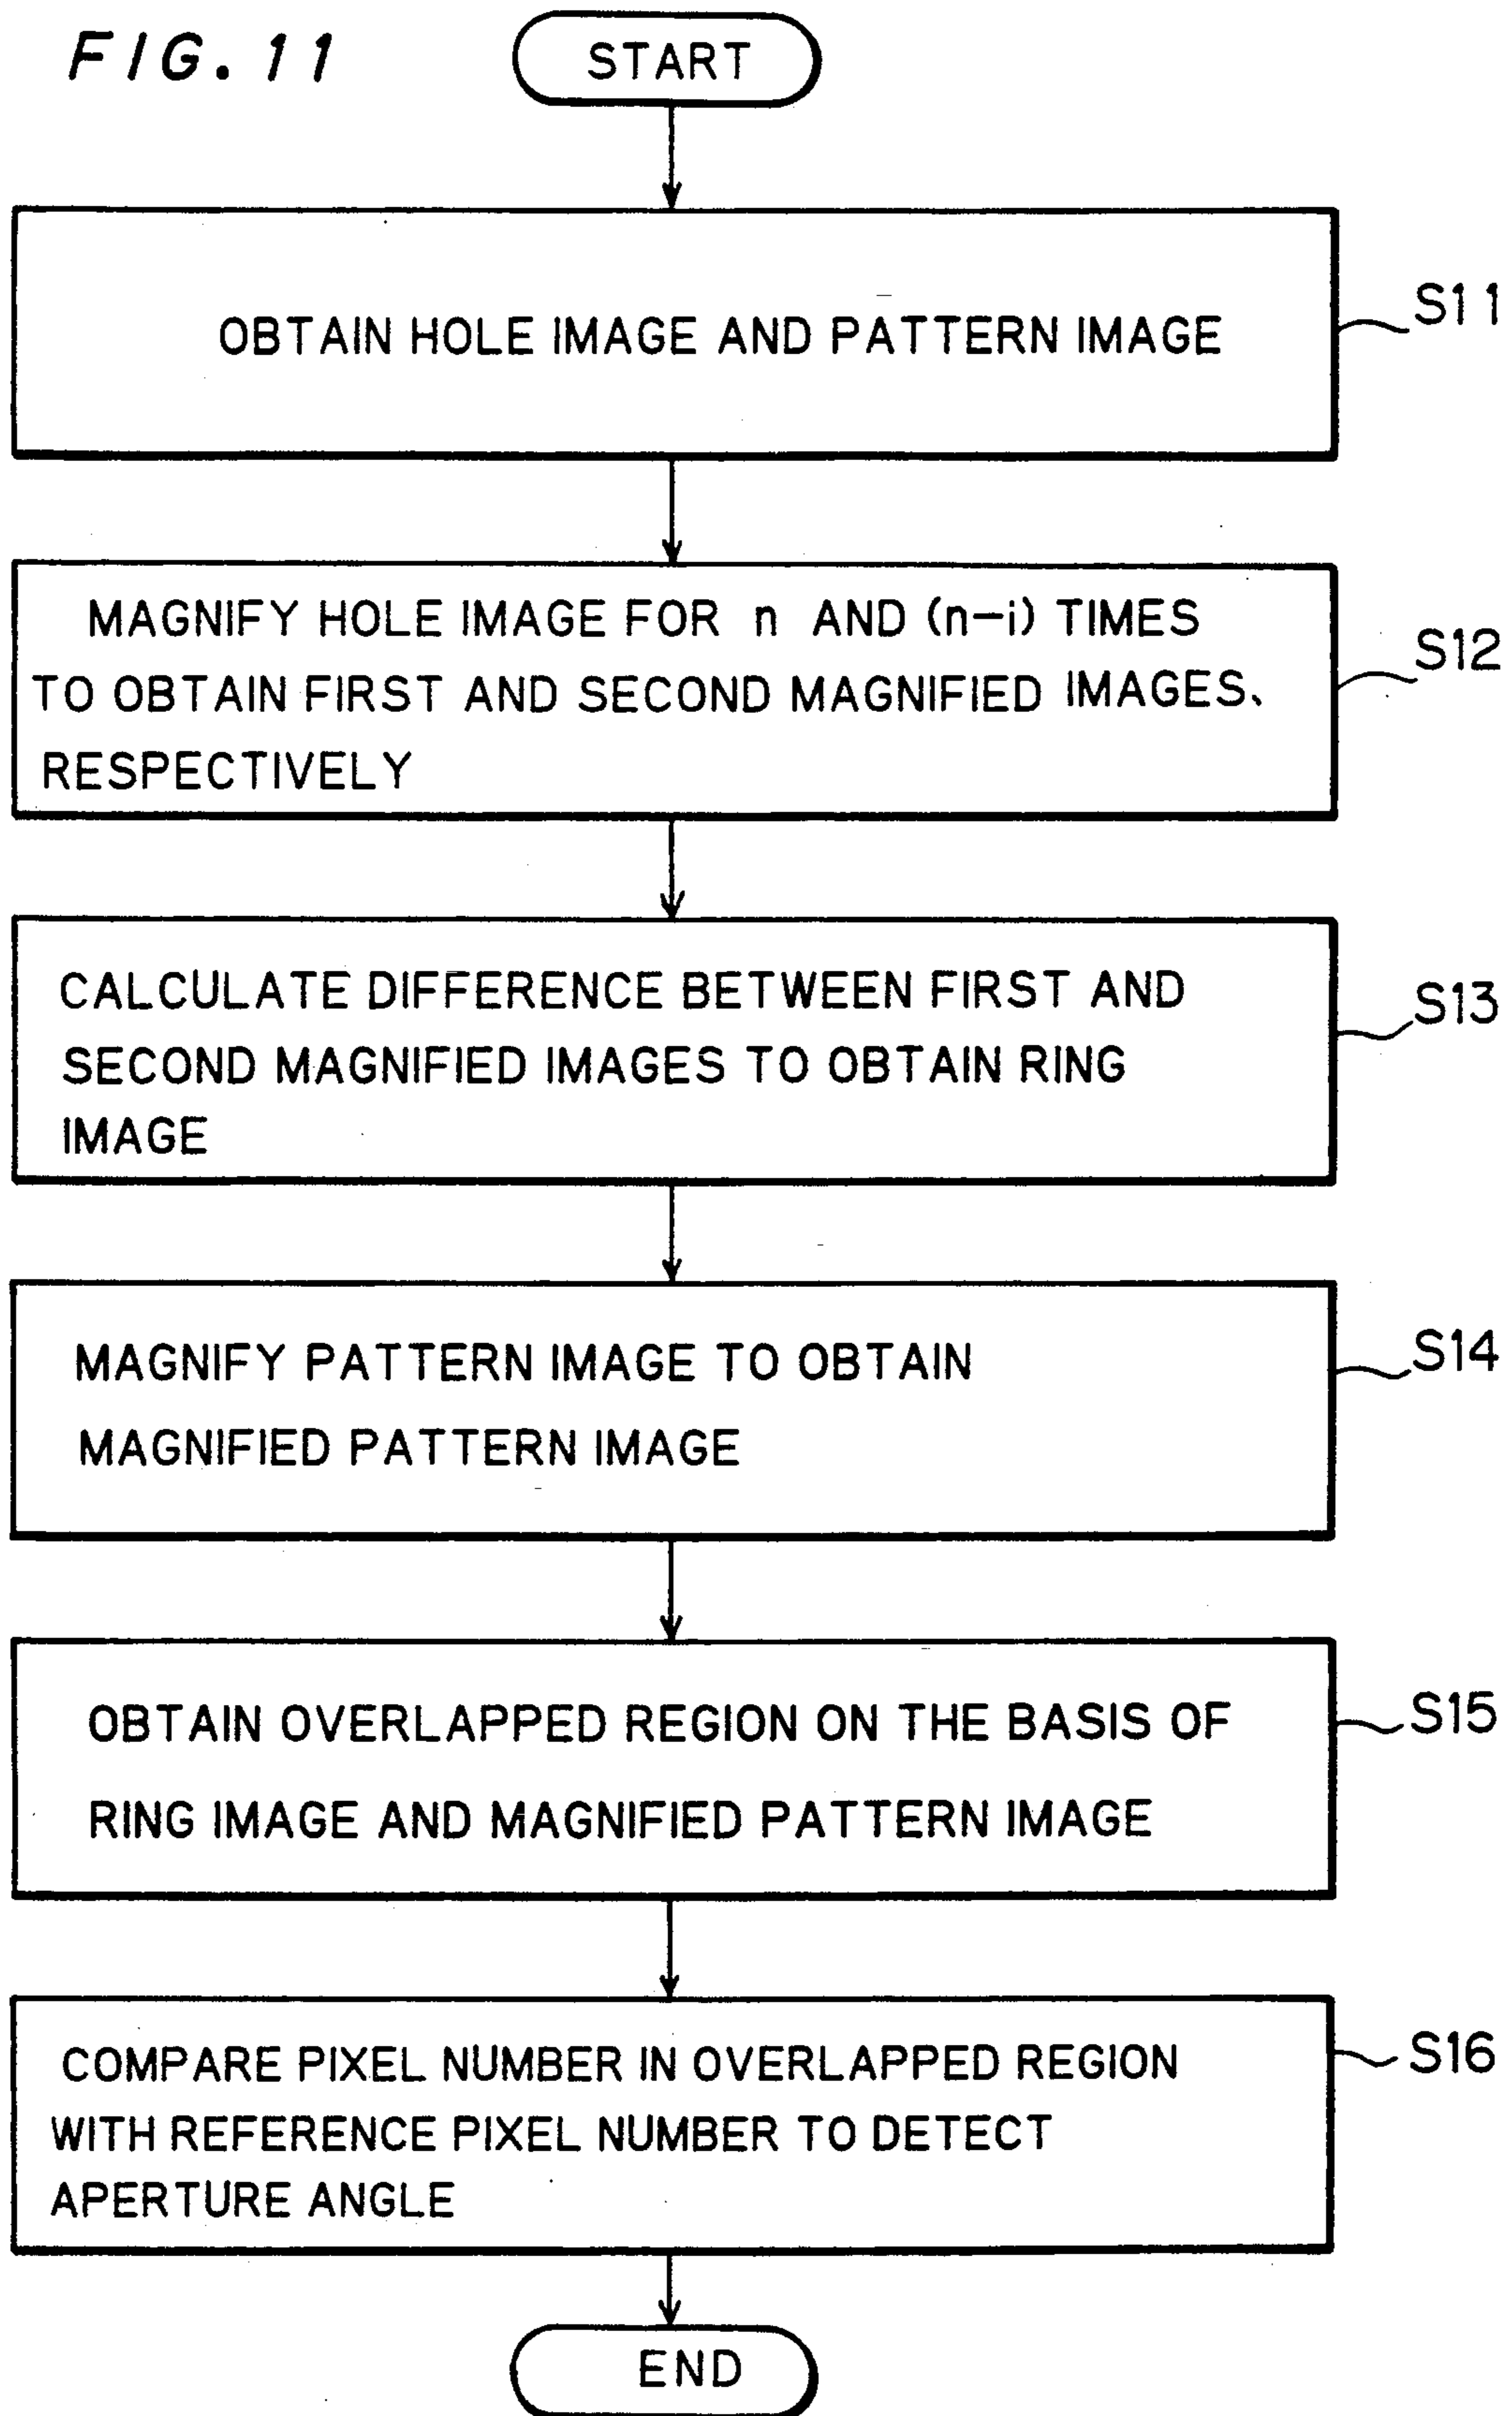 FIG. 11
START
OBTAIN HOLE IMAGE AND PATTERN IMAGE
S11
MAGNIFY HOLE IMAGE FOR n AND (n-i) TIMES
TO OBTAIN FIRST AND SECOND MAGNIFIED IMAGES、
RESPECTIVELY
S12
CALCULATE DIFFERENCE BETWEEN FIRST AND
SECOND MAGNIFIED IMAGES TO OBTAIN RING
IMAGE
S13
MAGNIFY PATTERN IMAGE TO OBTAIN
MAGNIFIED PATTERN IMAGE
S14
OBTAIN OVERLAPPED REGION ON THE BASIS OF
RING IMAGE AND MAGNIFIED PATTERN IMAGE
S15
COMPARE PIXEL NUMBER IN OVERLAPPED REGION
WITH REFERENCE PIXEL NUMBER TO DETECT
APERTURE ANGLE
S16
END